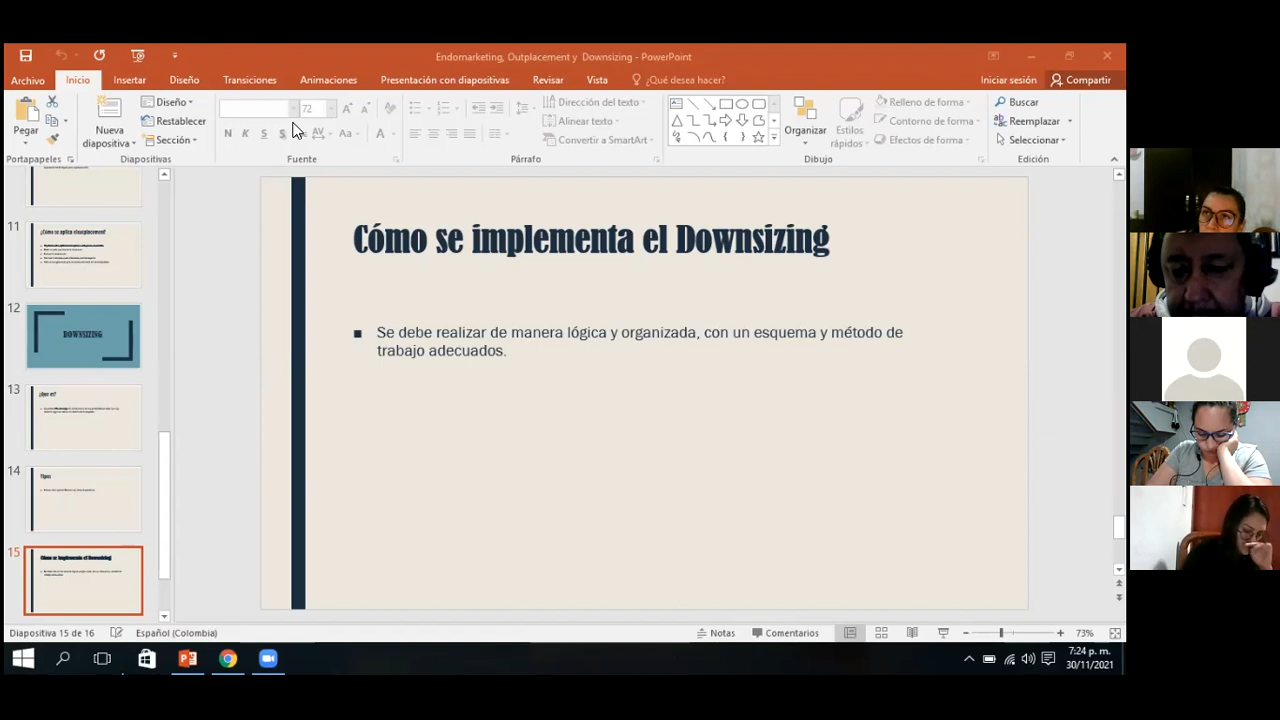 Endomarketing, Outplacement y Downsizing - PowerPoint
Archivo
Inicio
Insertar
Diseño
Transiciones
Animaciones
Presentación con diapositivas
Revisar
Vista
¿Qué desea hacer?
Iniciar sesión
Compartir
Pegar
Nueva
diapositiva
Diseño
Restablecer
Sección
72
N K S S AV Aa A
Dirección del texto
Alinear texto
Convertir a SmartArt
Organizar
Estilos
rápidos
Relleno de forma
Contorno de forma
Efectos de forma
Buscar
Reemplazar
Seleccionar
Portapapeles
Diapositivas
Fuente
Párrafo
Dibujo
Edición
11
¿Cómo se aplica el outplacement?
12
DOWNSIZING
13
¿Que es?
14
Tipos
15
Cómo se implementa el Downsizing
Cómo se implementa el Downsizing
■ Se debe realizar de manera lógica y organizada, con un esquema y método de
trabajo adecuados.
Diapositiva 15 de 16
Español (Colombia)
Notas
Comentarios
73%
7:24 p. m.
30/11/2021